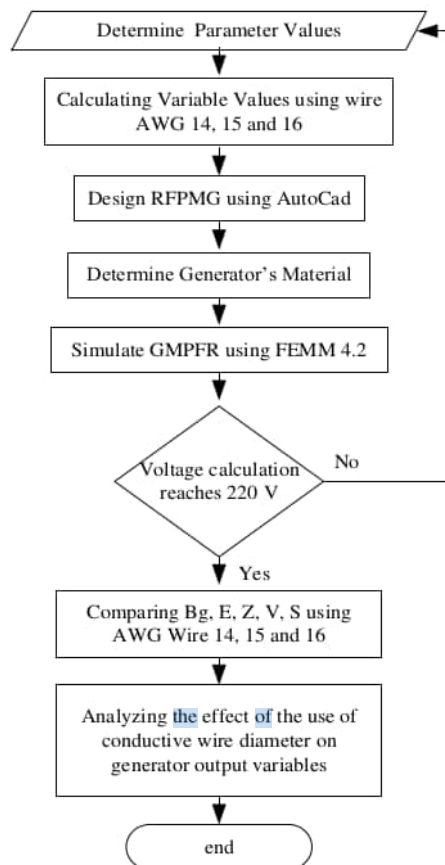 Determine Parameter Values
Calculating Variable Values using wire
AWG 14, 15 and 16
Design RFPMG using AutoCad
Determine Generator's Material
Simulate GMPFR using FEMM 4.2
Voltage calculation
reaches 220 V
No
Yes
Comparing Bg, E, Z, V, S using
AWG Wire 14, 15 and 16
Analyzing the effect of the use of
conductive wire diameter on
generator output variables
end